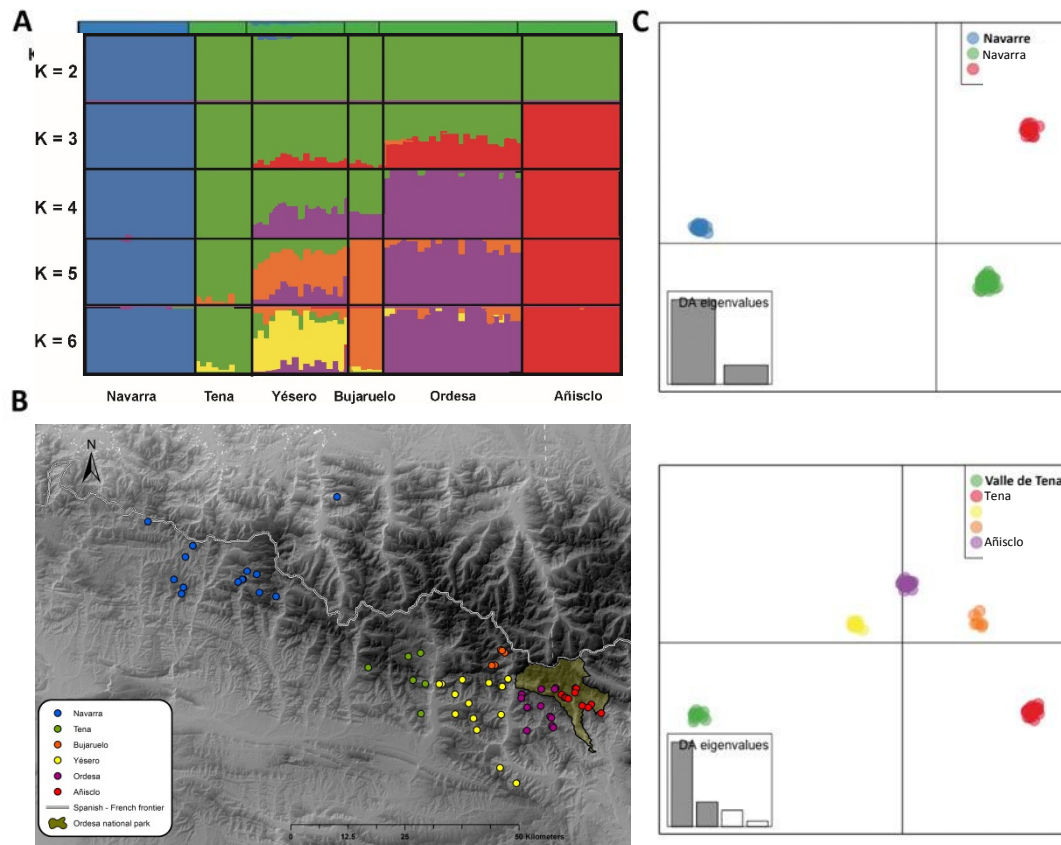 A
K = 2
K = 3
K = 4
K = 5
K = 6
Navarra Tena Yésero Bujaruelo Ordesa Añisclo
B
N
Navarra
Tena
Bujaruelo
Yésero
Ordesa
Añisclo
Spanish - French frontier
Ordesa national park
0 12.5 25 50 Kilometers
C
Navarre
Navarra
DA eigenvalues
Valle de Tena
Tena
Añisclo
DA eigenvalues